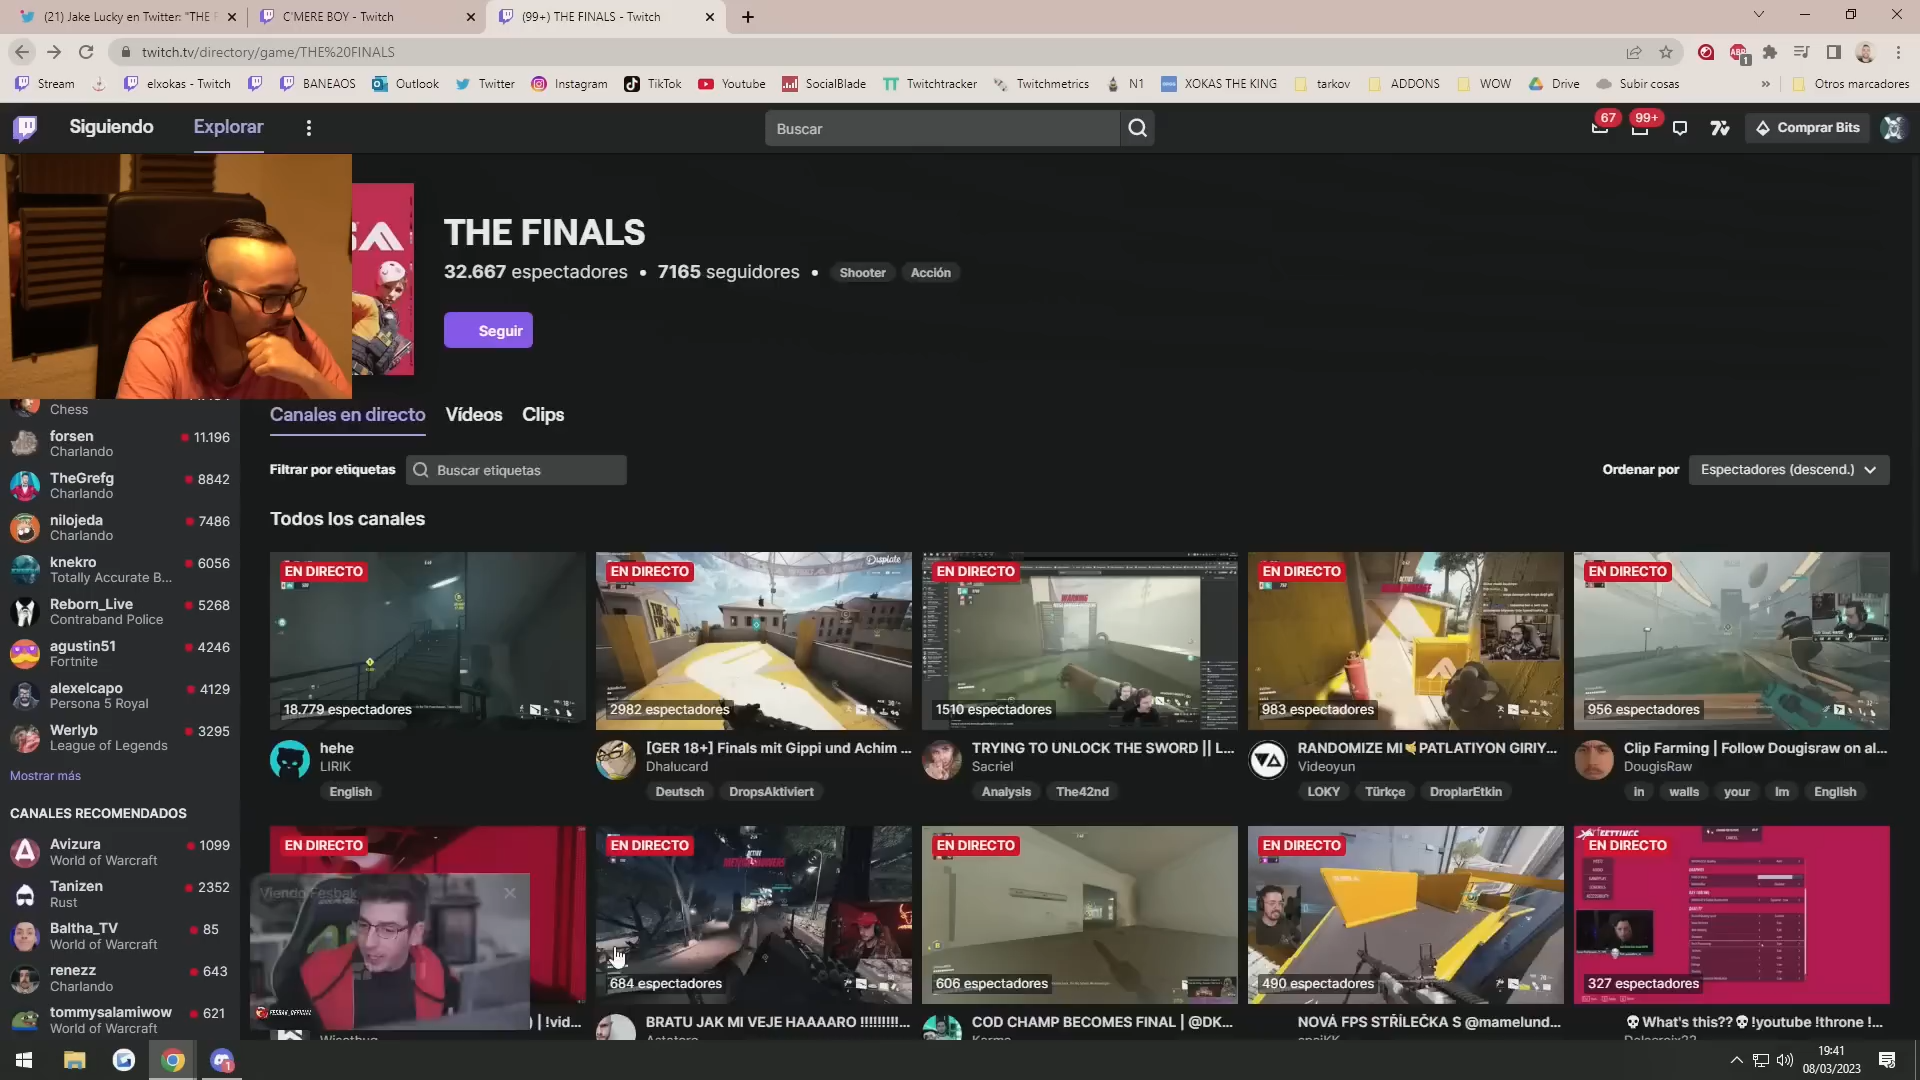 (21) Jake Lucky en Twitter: "THE F
C'MERE BOY - Twitch
(99+) THE FINALS - Twitch
twitch.tv/directory/game/THE%20FINALS
Stream
elxokas - Twitch
BANEAOS
Outlook
Twitter
Instagram
TikTok
Youtube
SocialBlade
Twitchtracker
Twitchmetrics
N1
XOKAS THE KING
tarkov
ADDONS
WOW
Drive
Subir cosas
»
Otros marcadores
Siguiendo
Explorar
Buscar
67
99+
Comprar Bits
THE FINALS
32.667 espectadores • 7165 seguidores • Shooter Acción
Seguir
Canales en directo
Vídeos
Clips
Filtrar por etiquetas
Buscar etiquetas
Ordenar por
Espectadores (descend.)
Todos los canales
Chess
forsen 11.196
Charlando
TheGrefg 8842
Charlando
nilojeda 7486
Charlando
knekro 6056
Totally Accurate B...
Reborn_Live 5268
Contraband Police
agustin51 4246
Fortnite
alexelcapo 4129
Persona 5 Royal
Werlyb 3295
League of Legends
Mostrar más
CANALES RECOMENDADOS
Avizura 1099
World of Warcraft
Tanizen 2352
Rust
Baltha_TV 85
World of Warcraft
renezz 643
Charlando
tommysalamiwow 621
World of Warcraft
EN DIRECTO
18.779 espectadores
hehe
LIRIK
English
EN DIRECTO
Displate
2982 espectadores
[GER 18+] Finals mit Gippi und Achim ...
Dhalucard
Deutsch
DropsAktiviert
EN DIRECTO
WARNING
1510 espectadores
TRYING TO UNLOCK THE SWORD || L...
Sacriel
Analysis
The42nd
EN DIRECTO
983 espectadores
RANDOMIZE MI PATLATIYON GIRIY...
Videoyun
LOKY
Türkçe
DroplarEtkin
EN DIRECTO
956 espectadores
Clip Farming | Follow Dougisraw on al...
DougisRaw
in
walls
your
Im
English
EN DIRECTO
Viendo Fesbak
FESBAK_OFFICIAL
) | !vid...
EN DIRECTO
684 espectadores
BRATU JAK MI VEJE HAAAARO !!!!!!!!!...
EN DIRECTO
606 espectadores
COD CHAMP BECOMES FINAL | @DK...
Karma
EN DIRECTO
490 espectadores
NOVÁ FPS STŘÍLEČKA S @mamelund...
SETTINGS
EN DIRECTO
327 espectadores
What's this?? !youtube !throne !...
1
19:41
08/03/2023